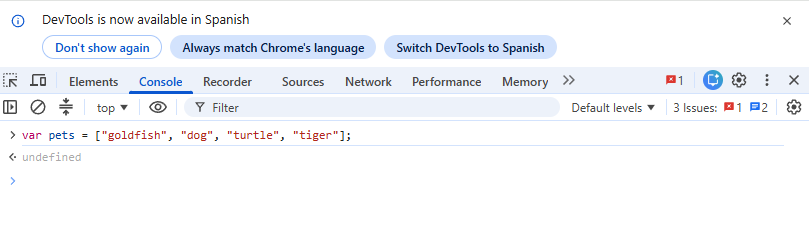 DevTools is now available in Spanish
Don't show again Always match Chrome's language Switch DevTools to Spanish
Elements Console Recorder Sources Network Performance Memory 1
top Filter Default levels 3 Issues: 1 2
var pets = ["goldfish", "dog", "turtle", "tiger"];
undefined